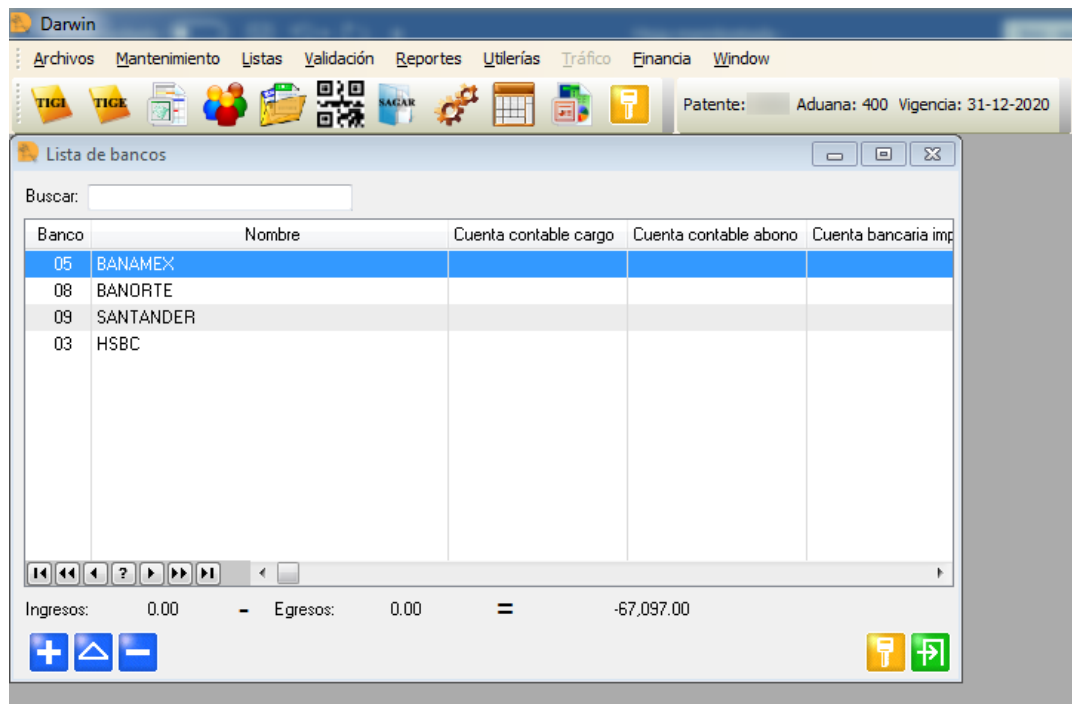 Darwin
Archivos Mantenimiento Listas Validación Reportes Utilerías Tráfico Financia Window
TIGI TIGE SAGAR Patente: Aduana: 400 Vigencia: 31-12-2020
Lista de bancos
Buscar:
Banco Nombre Cuenta contable cargo Cuenta contable abono Cuenta bancaria imp
05 BANAMEX
08 BANORTE
09 SANTANDER
03 HSBC
?
Ingresos: 0.00 - Egresos: 0.00 = -67,097.00